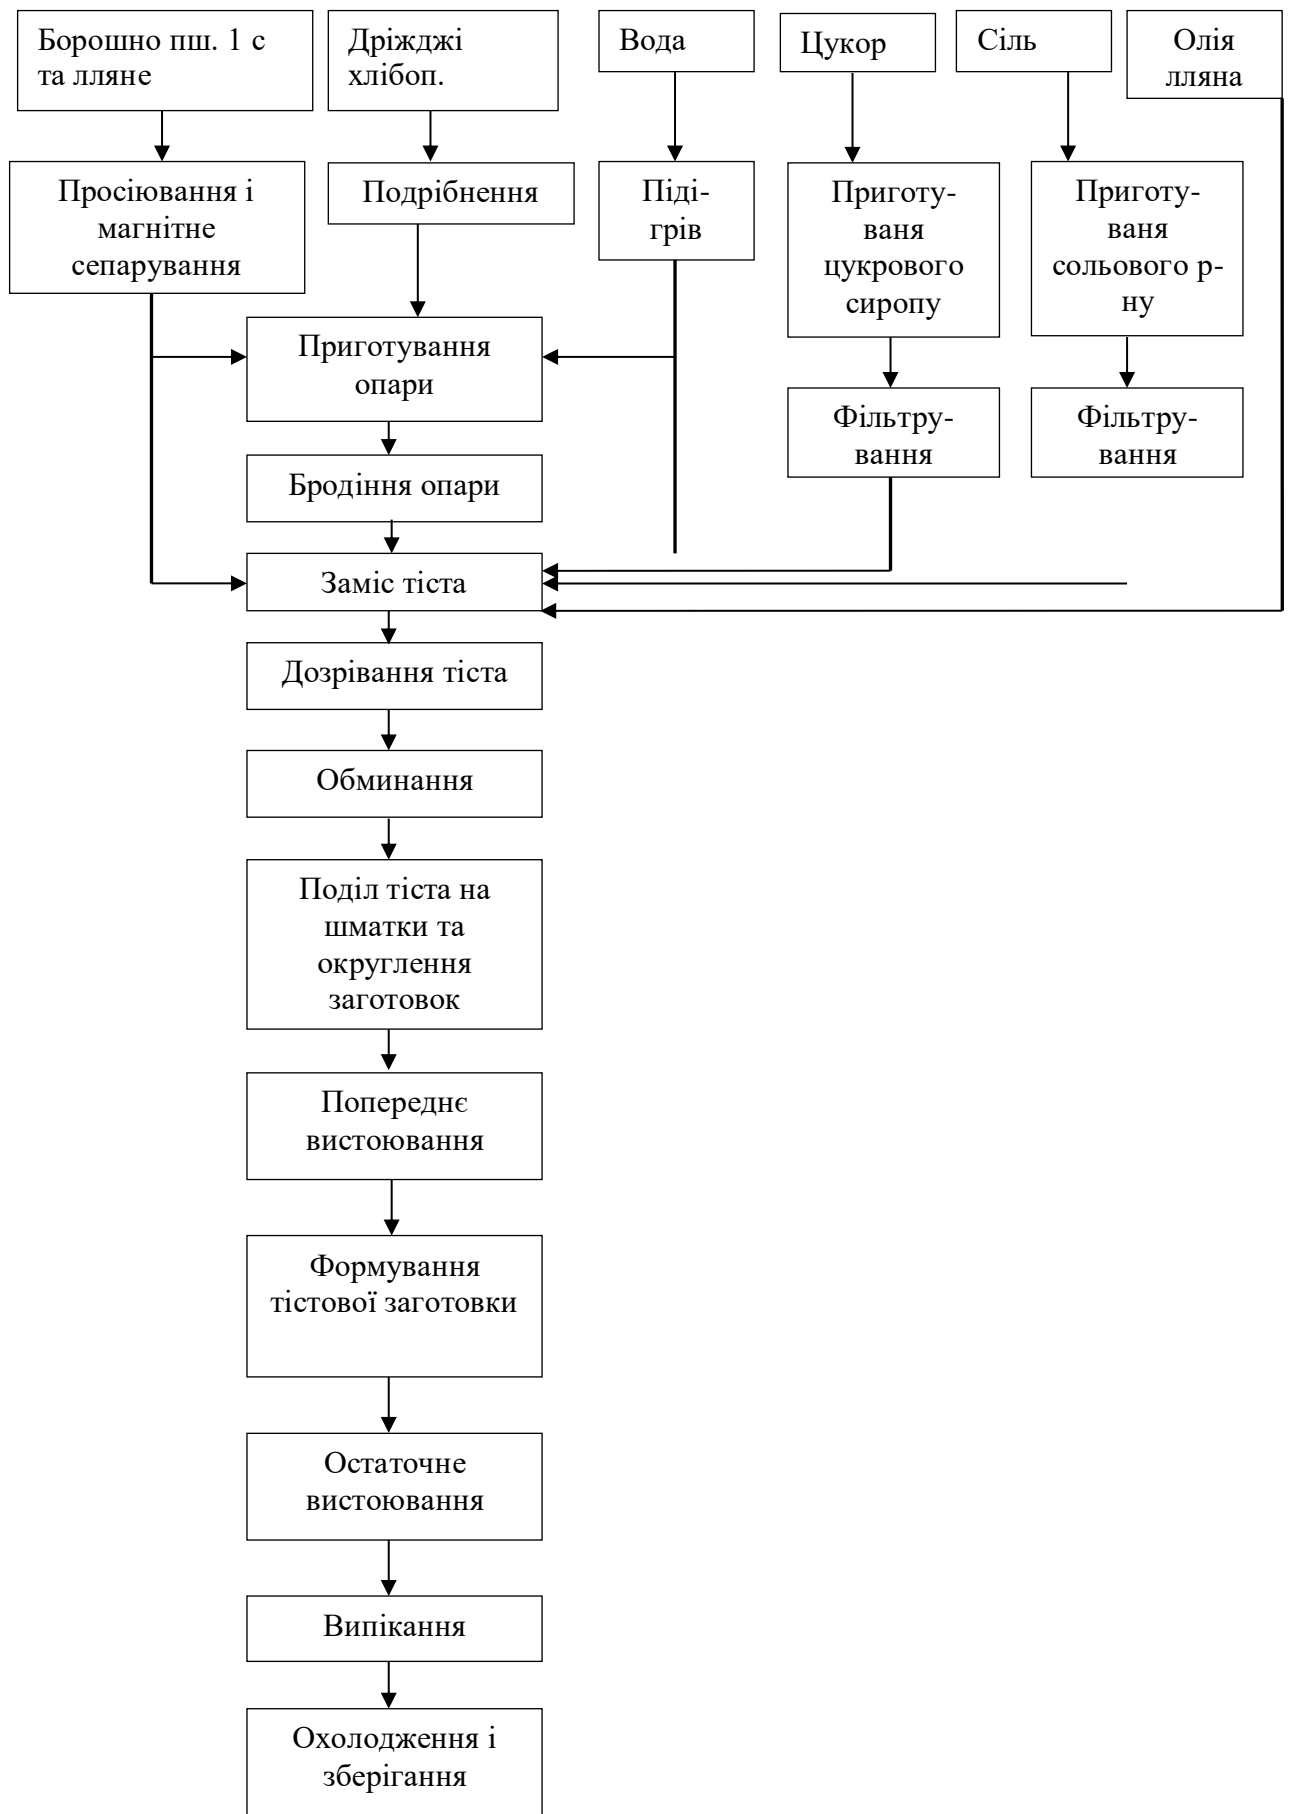 Борошно пш. 1 с
та лляне
Дріжджі
хлібоп.
Вода
Цукор
Сіль
Олія
лляна
Просіювання і
магнітне
сепарування
Подрібнення
Піді-
грів
Приготу-
ваня
цукрового
сиропу
Приготу-
ваня
сольового р-
ну
Приготування
опари
Фільтру-
вання
Фільтру-
вання
Бродіння опари
Заміс тіста
Дозрівання тіста
Обминання
Поділ тіста на
шматки та
округлення
заготовок
Попереднє
вистоювання
Формування
тістової заготовки
Остаточне
вистоювання
Випікання
Охолодження і
зберігання